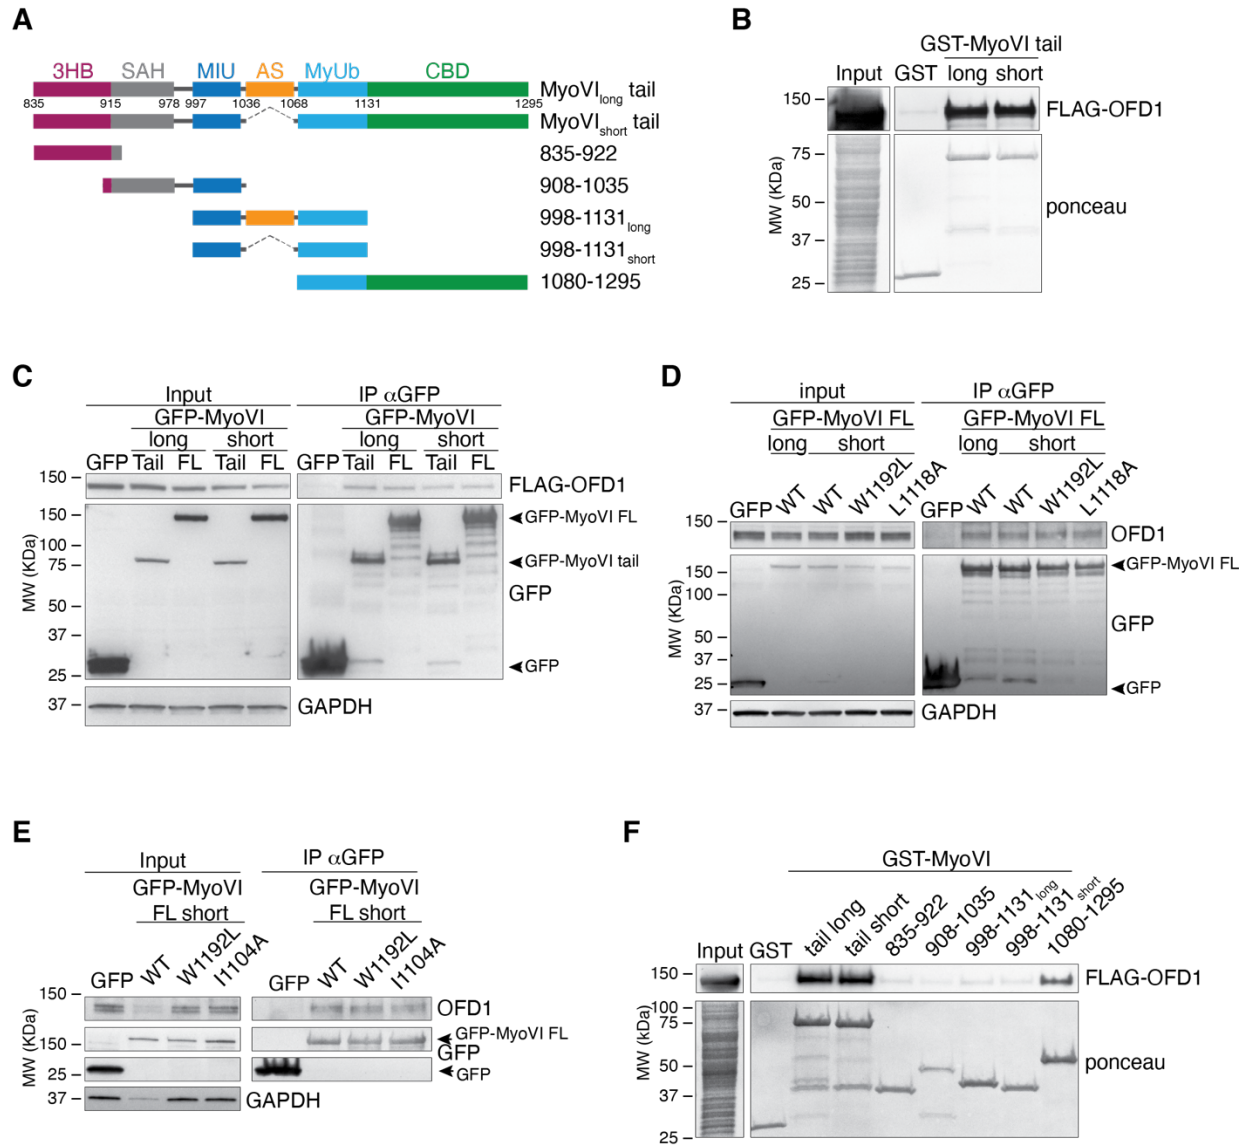 A
3HB SAH MIU AS MyUb CBD
MyoVIlong tail
835 915 978 997 1036 1068 1131 1295
MyoVIshort tail
835-922
908-1035
998-1131long
998-1131short
1080-1295
B
GST-MyoVI tail
Input GST long short
150
FLAG-OFD1
75
50
37
25
MW (KDa)
ponceau
C
Input IP αGFP
GFP-MyoVI GFP-MyoVI
long short long short
GFP Tail FL Tail FL GFP Tail FL Tail FL
150
FLAG-OFD1
150
GFP-MyoVI FL
100
75
GFP-MyoVI tail
GFP
50
37
25
GFP
MW (KDa)
37
GAPDH
D
input IP αGFP
GFP-MyoVI FL GFP-MyoVI FL
long short long short
GFP WT WT W1192L L1118A GFP WT WT W1192L L1118A
150
OFD1
150
GFP-MyoVI FL
100
GFP
50
37
25
GFP
MW (KDa)
37
GAPDH
E
Input IP αGFP
GFP-MyoVI GFP-MyoVI
FL short FL short
GFP WT W1192L I1104A GFP WT W1192L I1104A
150
OFD1
150
GFP-MyoVI FL
GFP
25
GFP
MW (KDa)
37
GAPDH
F
GST-MyoVI
Input GST tail long tail short 835-922 908-1035 998-1131long 998-1131short 1080-1295
150
FLAG-OFD1
100
75
50
37
25
MW (kDa)
ponceau